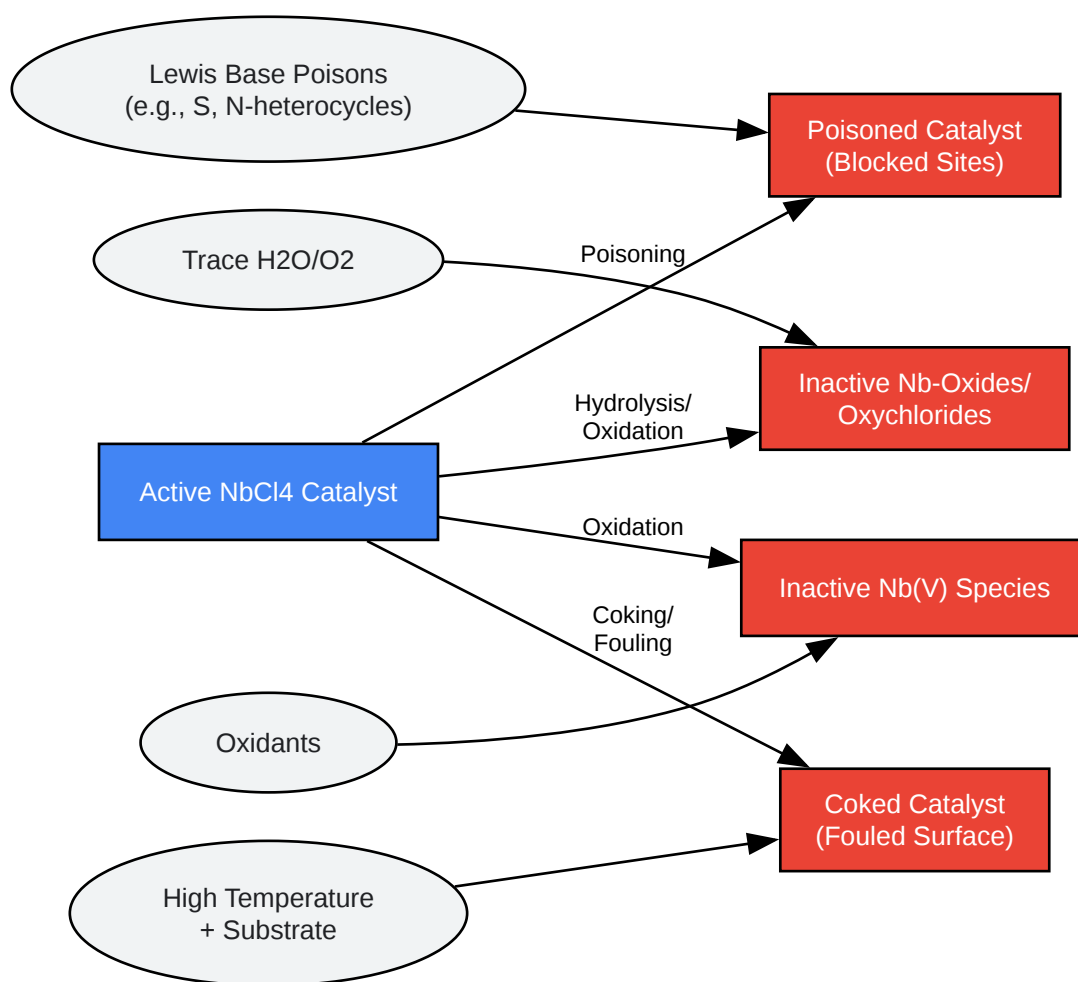 Lewis Base Poisons
(e.g., S, N-heterocycles)
Poisoned Catalyst
(Blocked Sites)
Trace H2O/O2
Poisoning
Inactive Nb-Oxides/
Oxychlorides
Hydrolysis/
Oxidation
Active NbCl4 Catalyst
Oxidation
Inactive Nb(V) Species
Coking/
Fouling
Oxidants
Coked Catalyst
(Fouled Surface)
High Temperature
+ Substrate